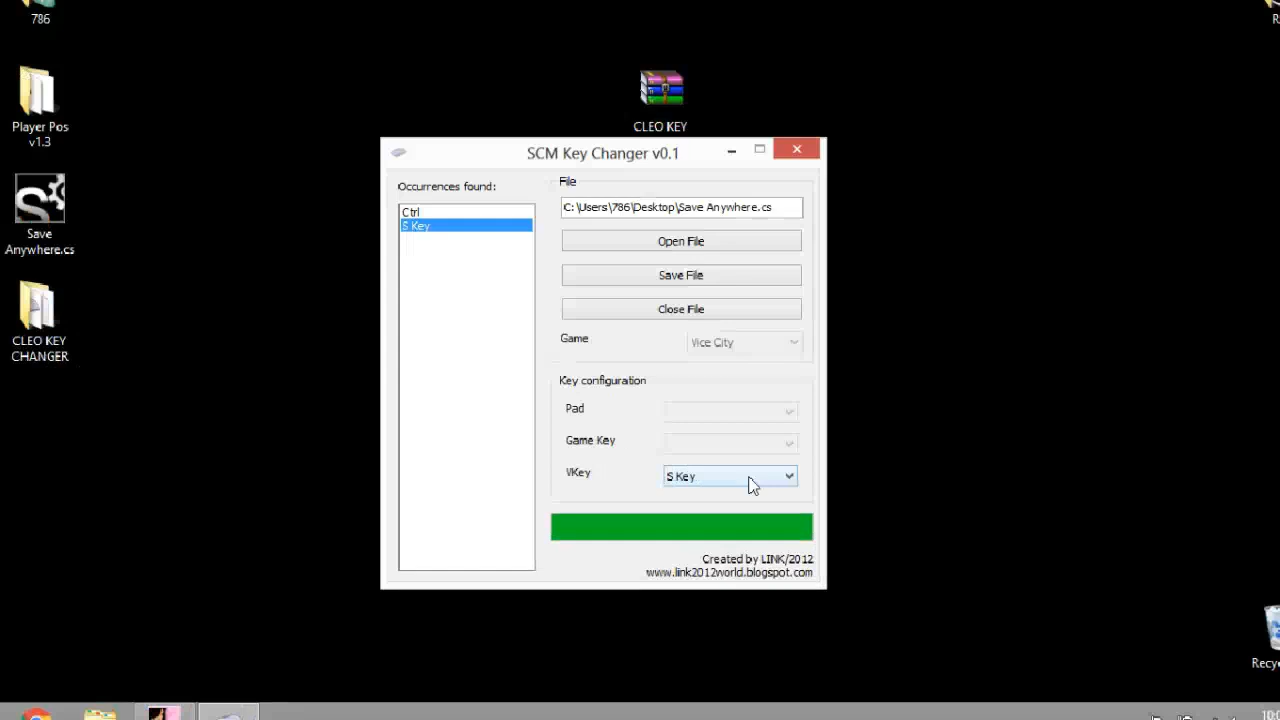 786
Player Pos
v1.3
Save
Anywhere.cs
CLEO KEY
CHANGER
CLEO KEY
SCM Key Changer v0.1
Occurrences found:
Ctrl
S Key
File
C:\Users\786\Desktop\Save Anywhere.cs
Open File
Save File
Close File
Game
Vice City
Key configuration
Pad
Game Key
VKey
S Key
Created by LINK/2012
www.link2012world.blogspot.com